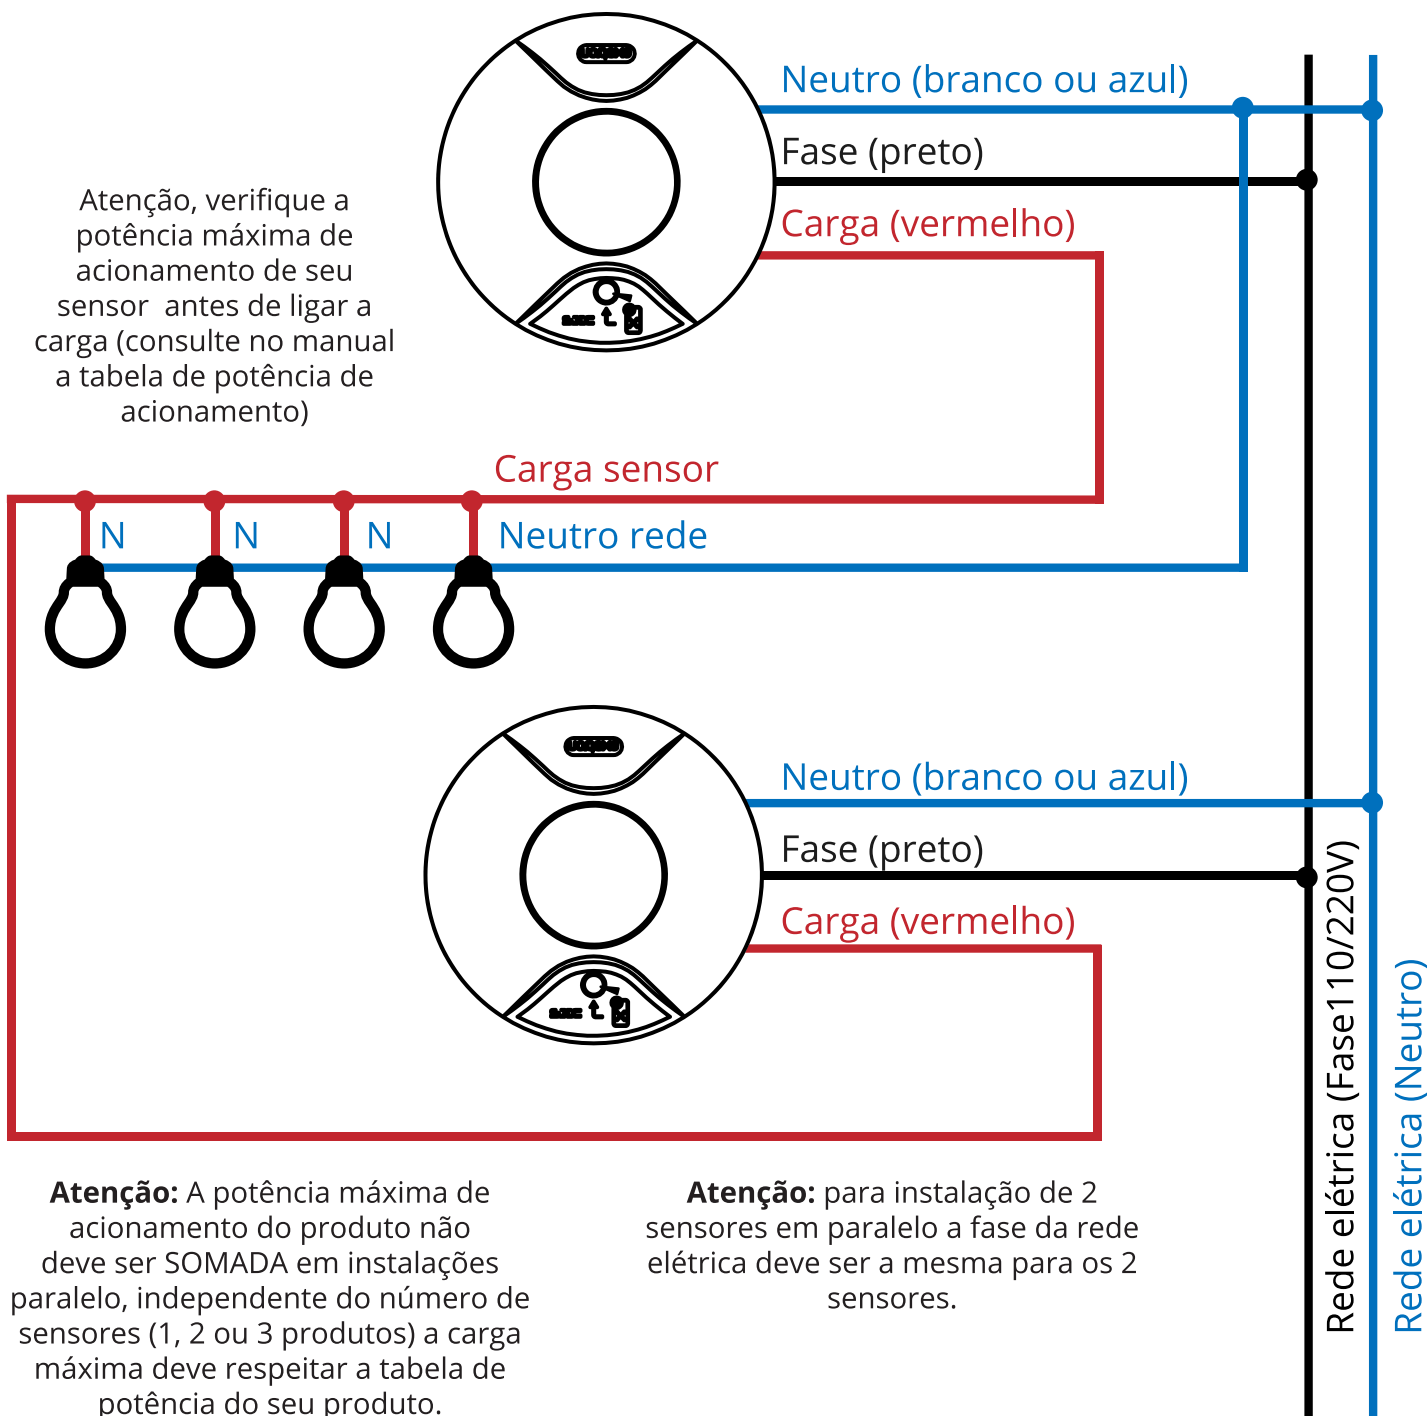 Neutro (branco ou azul)
Fase (preto)
Carga (vermelho)
Atenção, verifique a
potência máxima de
acionamento de seu
sensor  antes de ligar a
carga (consulte no manual
a tabela de potência de
acionamento)
Carga sensor
N
N
N
Neutro rede
Neutro (branco ou azul)
Fase (preto)
Carga (vermelho)
Rede elétrica (Fase110/220V)
Rede elétrica (Neutro)
Atenção: A potência máxima de
acionamento do produto não
deve ser SOMADA em instalações
paralelo, independente do número de
sensores (1, 2 ou 3 produtos) a carga
máxima deve respeitar a tabela de
potência do seu produto.
Atenção: para instalação de 2
sensores em paralelo a fase da rede
elétrica deve ser a mesma para os 2
sensores.